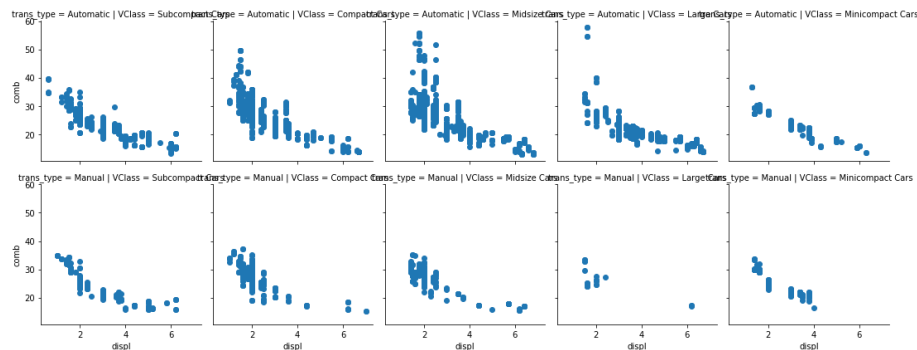 trans_type = Automatic | VClass = Subcompact Cars
trans_type = Automatic | VClass = Compact Cars
trans_type = Automatic | VClass = Midsize Cars
trans_type = Automatic | VClass = Large Cars
trans_type = Automatic | VClass = Minicompact Cars
60
50
40
30
20
comb
trans_type = Manual | VClass = Subcompact Cars
trans_type = Manual | VClass = Compact Cars
trans_type = Manual | VClass = Midsize Cars
trans_type = Manual | VClass = Large Cars
trans_type = Manual | VClass = Minicompact Cars
60
50
40
30
20
comb
2 4 6
2 4 6
2 4 6
2 4 6
2 4 6
displ
displ
displ
displ
displ